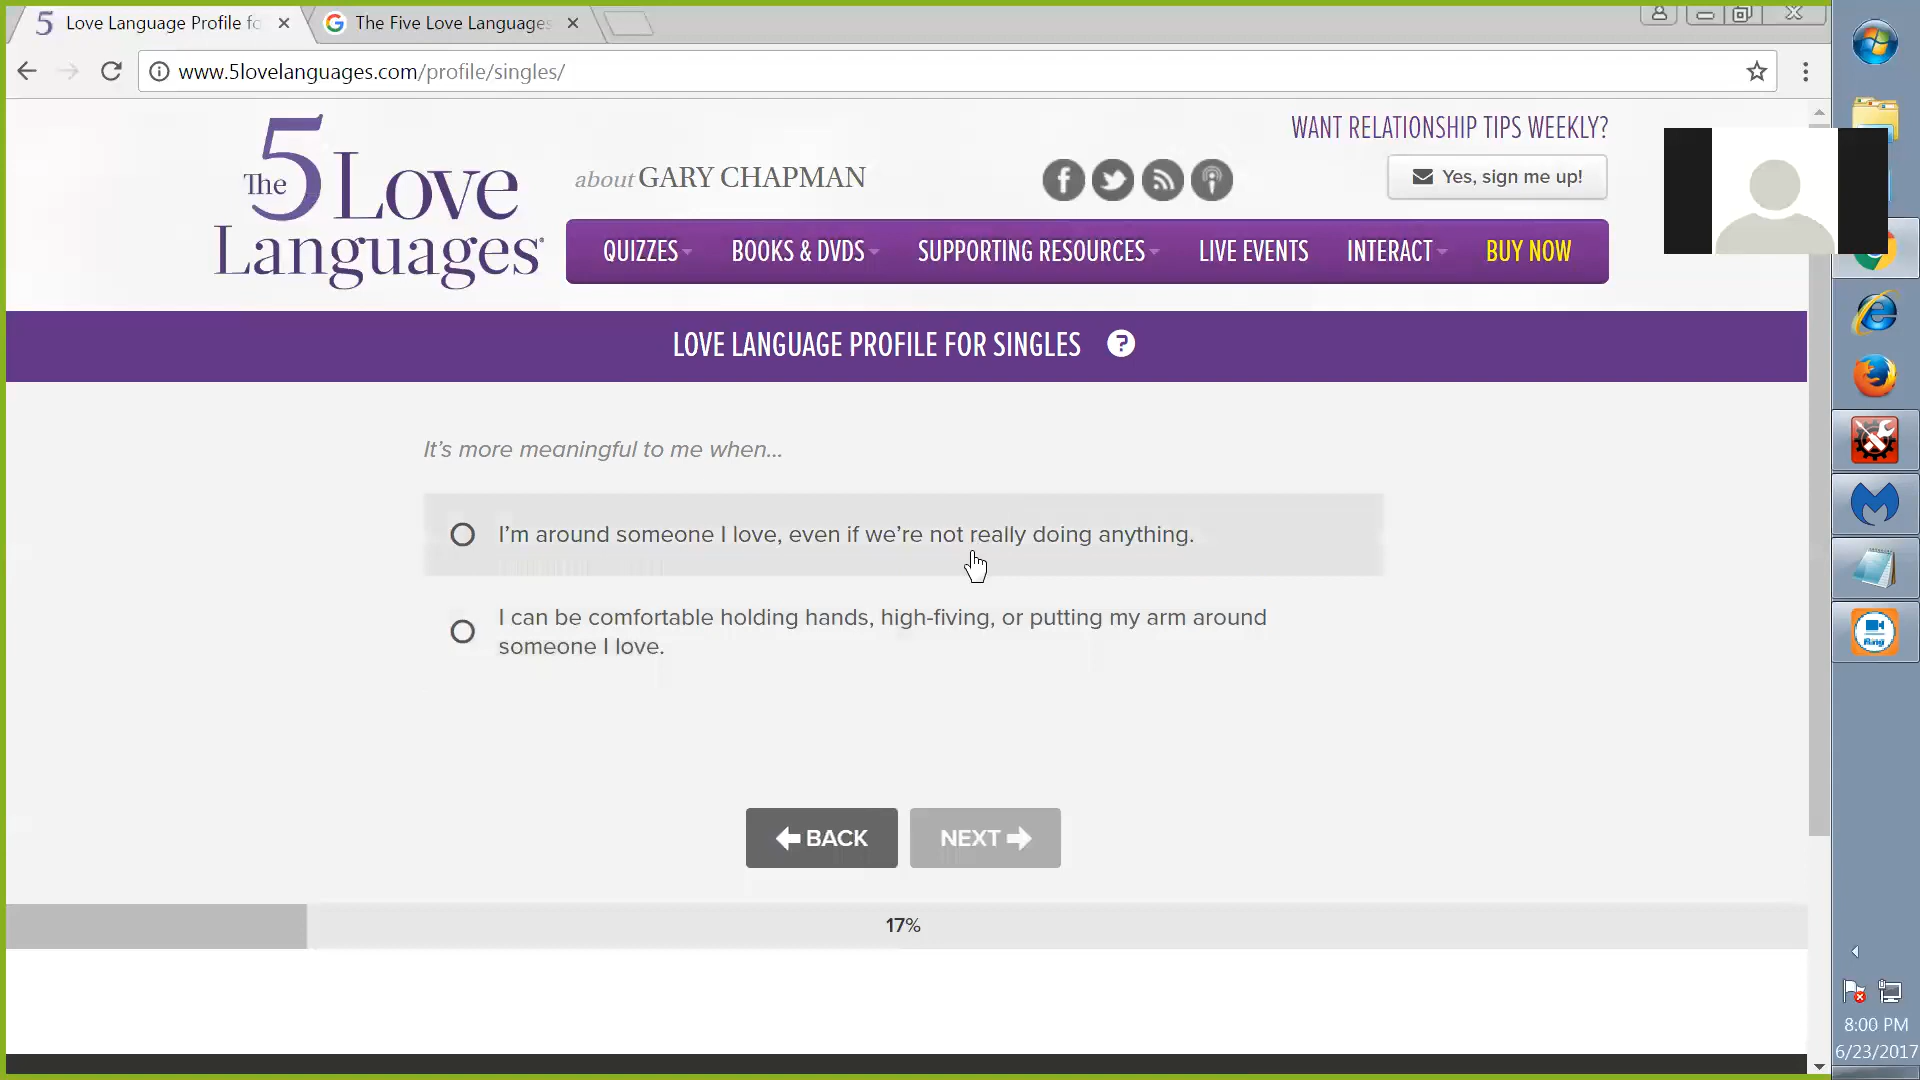 5 Love Language Profile fo
The Five Love Languages
www.5lovelanguages.com/profile/singles/
The 5 Love
Languages®
about GARY CHAPMAN
WANT RELATIONSHIP TIPS WEEKLY?
Yes, sign me up!
QUIZZES BOOKS & DVDS SUPPORTING RESOURCES LIVE EVENTS INTERACT BUY NOW
LOVE LANGUAGE PROFILE FOR SINGLES ?
It's more meaningful to me when...
I'm around someone I love, even if we're not really doing anything.
I can be comfortable holding hands, high-fiving, or putting my arm around
someone I love.
BACK NEXT
17%
8:00 PM
6/23/2017